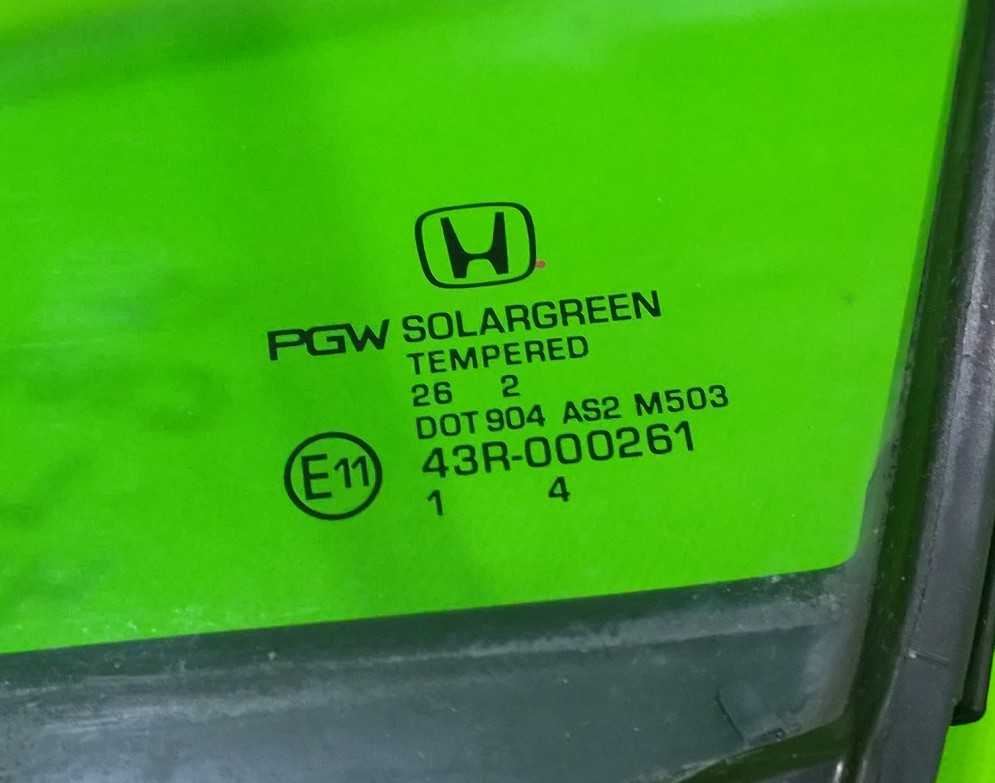 PGW SOLARGREEN
TEMPERED
26 2
DOT 904 AS2 M503
E11 43R-000261
1 4